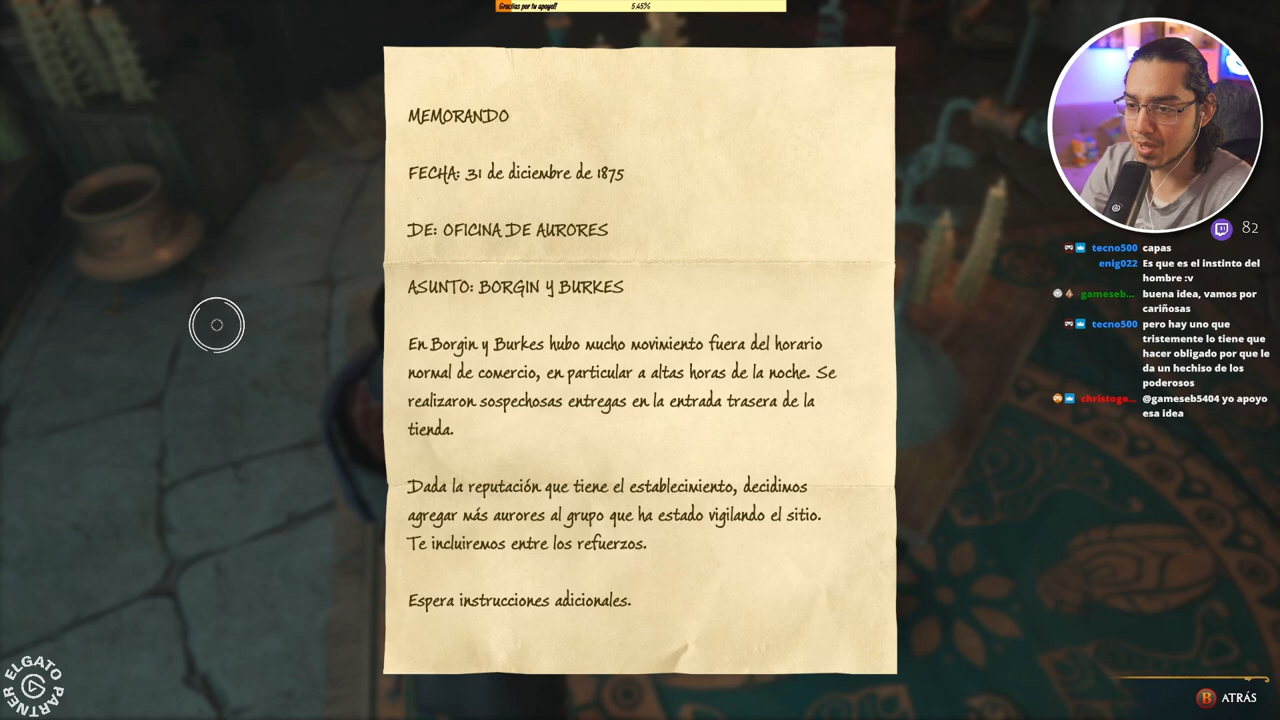 Gracias por tu apoyo!!
5.45%
MEMORANDO
FECHA: 31 de diciembre de 1875
DE: OFICINA DE AURORES
ASUNTO: BORGIN y BURKES
En Borgin y Burkes hubo mucho movimiento fuera del horario
normal de comercio, en particular a altas horas de la noche. Se
realizaron sospechosas entregas en la entrada trasera de la
tienda.
Dada la reputación que tiene el establecimiento, decidimos
agregar más aurores al grupo que ha estado vigilando el sitio.
Te incluiremos entre los refuerzos.
Espera instrucciones adicionales.
82
tecno500 capas
enig022 Es que es el instinto del
hombre :v
gameseb... buena idea, vamos por
cariñosas
tecno500 pero hay uno que
tristemente lo tiene que
hacer obligado por que le
da un hechiso de los
poderosos
christogo... @gameseb5404 yo apoyo
esa idea
ELGATO PARTNER
B ATRÁS